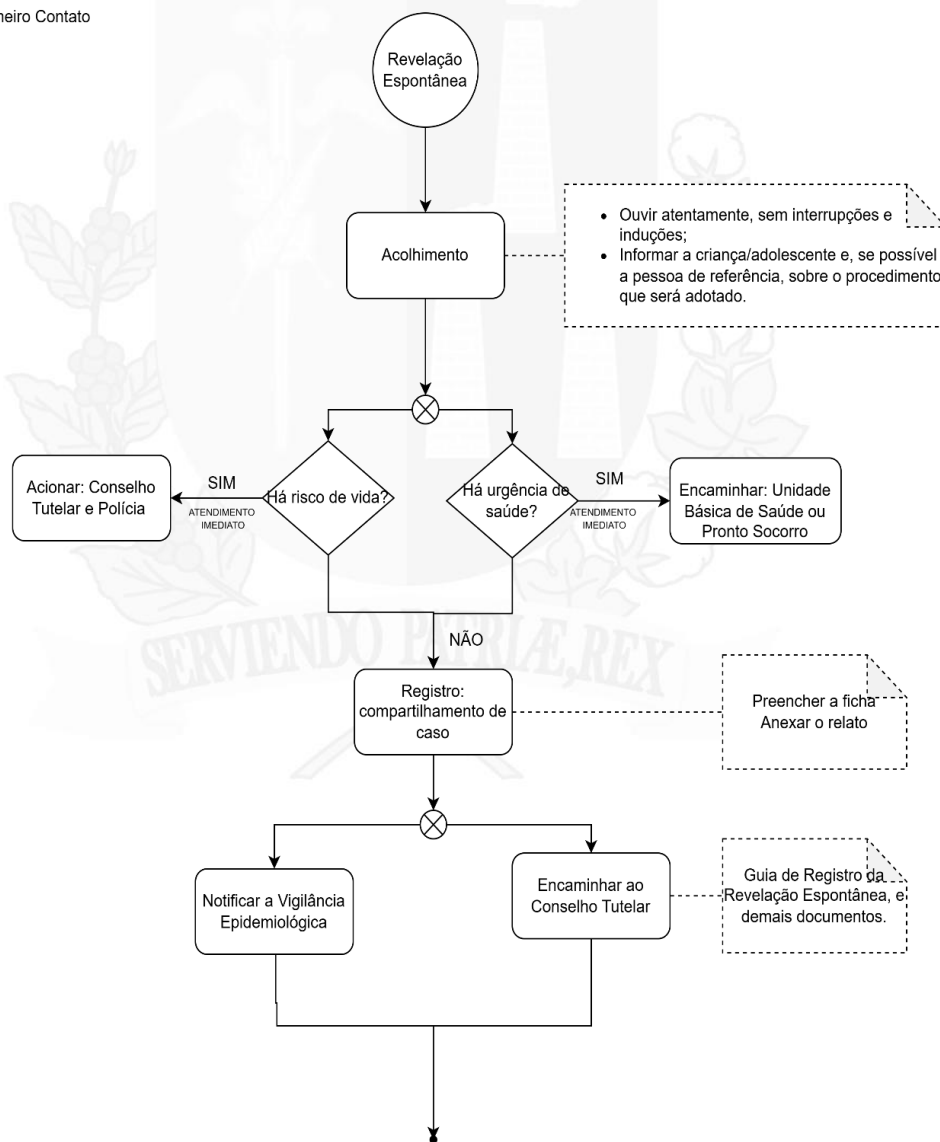 neiro Contato
Revelação
Espontânea
Acolhimento
• Ouvir atentamente, sem interrupções e
induções;
• Informar a criança/adolescente e, se possível
a pessoa de referência, sobre o procedimento
que será adotado.
Acionar: Conselho
Tutelar e Polícia
SIM
ATENDIMENTO
IMEDIATO
Há risco de vida?
Há urgência de
saúde?
SIM
ATENDIMENTO
IMEDIATO
Encaminhar: Unidade
Básica de Saúde ou
Pronto Socorro
NÃO
SERVIENDO PATRIÆ, REX
Registro:
compartilhamento de
caso
Preencher a ficha
Anexar o relato
Notificar a Vigilância
Epidemiológica
Encaminhar ao
Conselho Tutelar
Guia de Registro da
Revelação Espontânea, e
demais documentos.